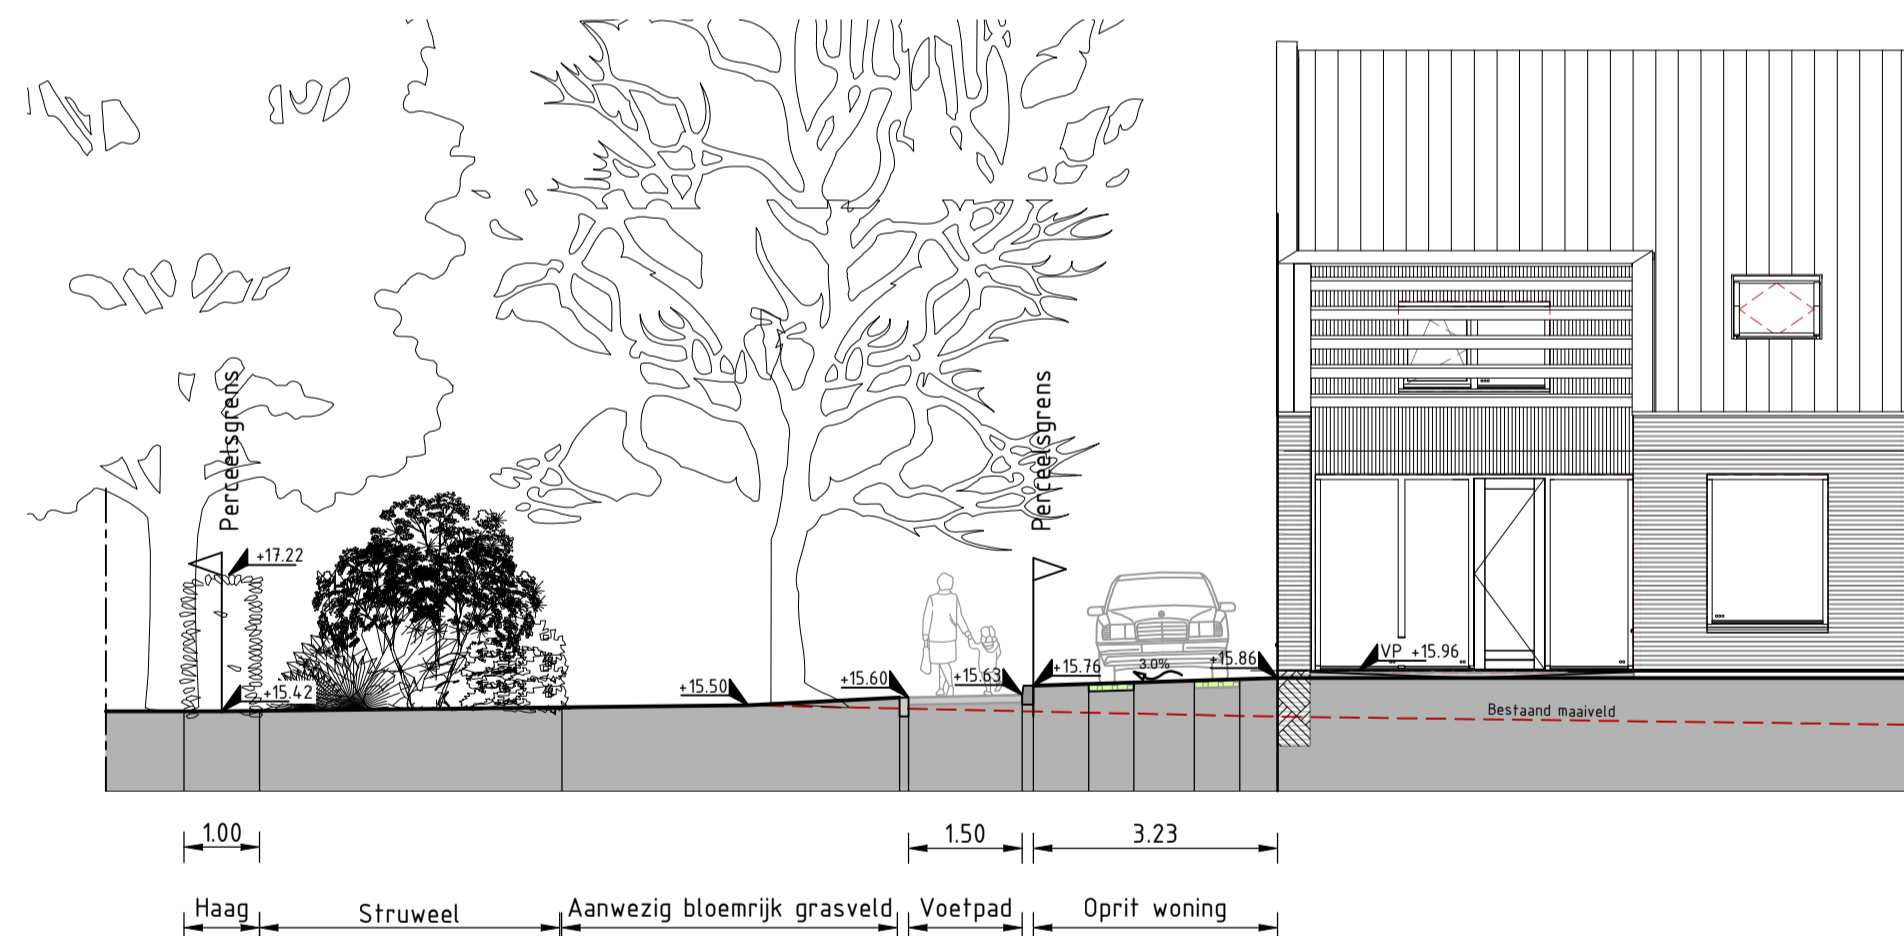 Perceelsgrens
Perceelsgrens
+17.22
+15.42
+15.50
+15.60
+15.63
+15.76
3.0%
+15.86
VP +15.96
Bestaand maaiveld
1.00
1.50
3.23
Haag
Struweel
Aanwezig bloemrijk grasveld
Voetpad
Oprit woning